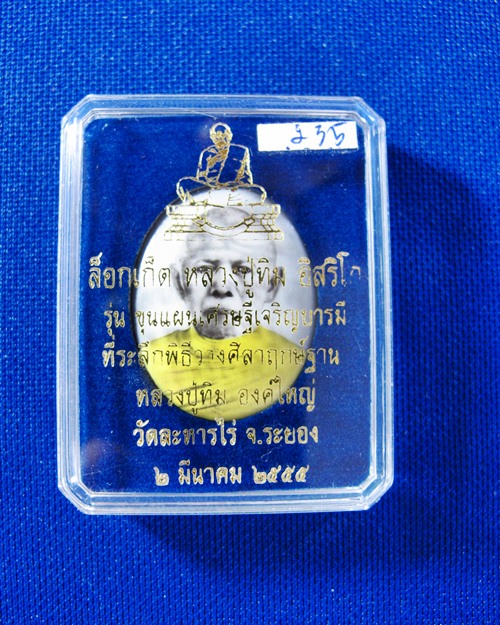 235
ล็อกเก็ต หลวงปู่ทิม อิสริโก
รุ่น ขุนแผนเศรษฐีเจริญบารมี
ที่ระลึกพิธีวางศิลาฤกษ์ฐาน
หลวงปู่ทิม องค์ใหญ่
วัดละหารไร่ จ.ระยอง
๒ มีนาคม ๒๕๕๕